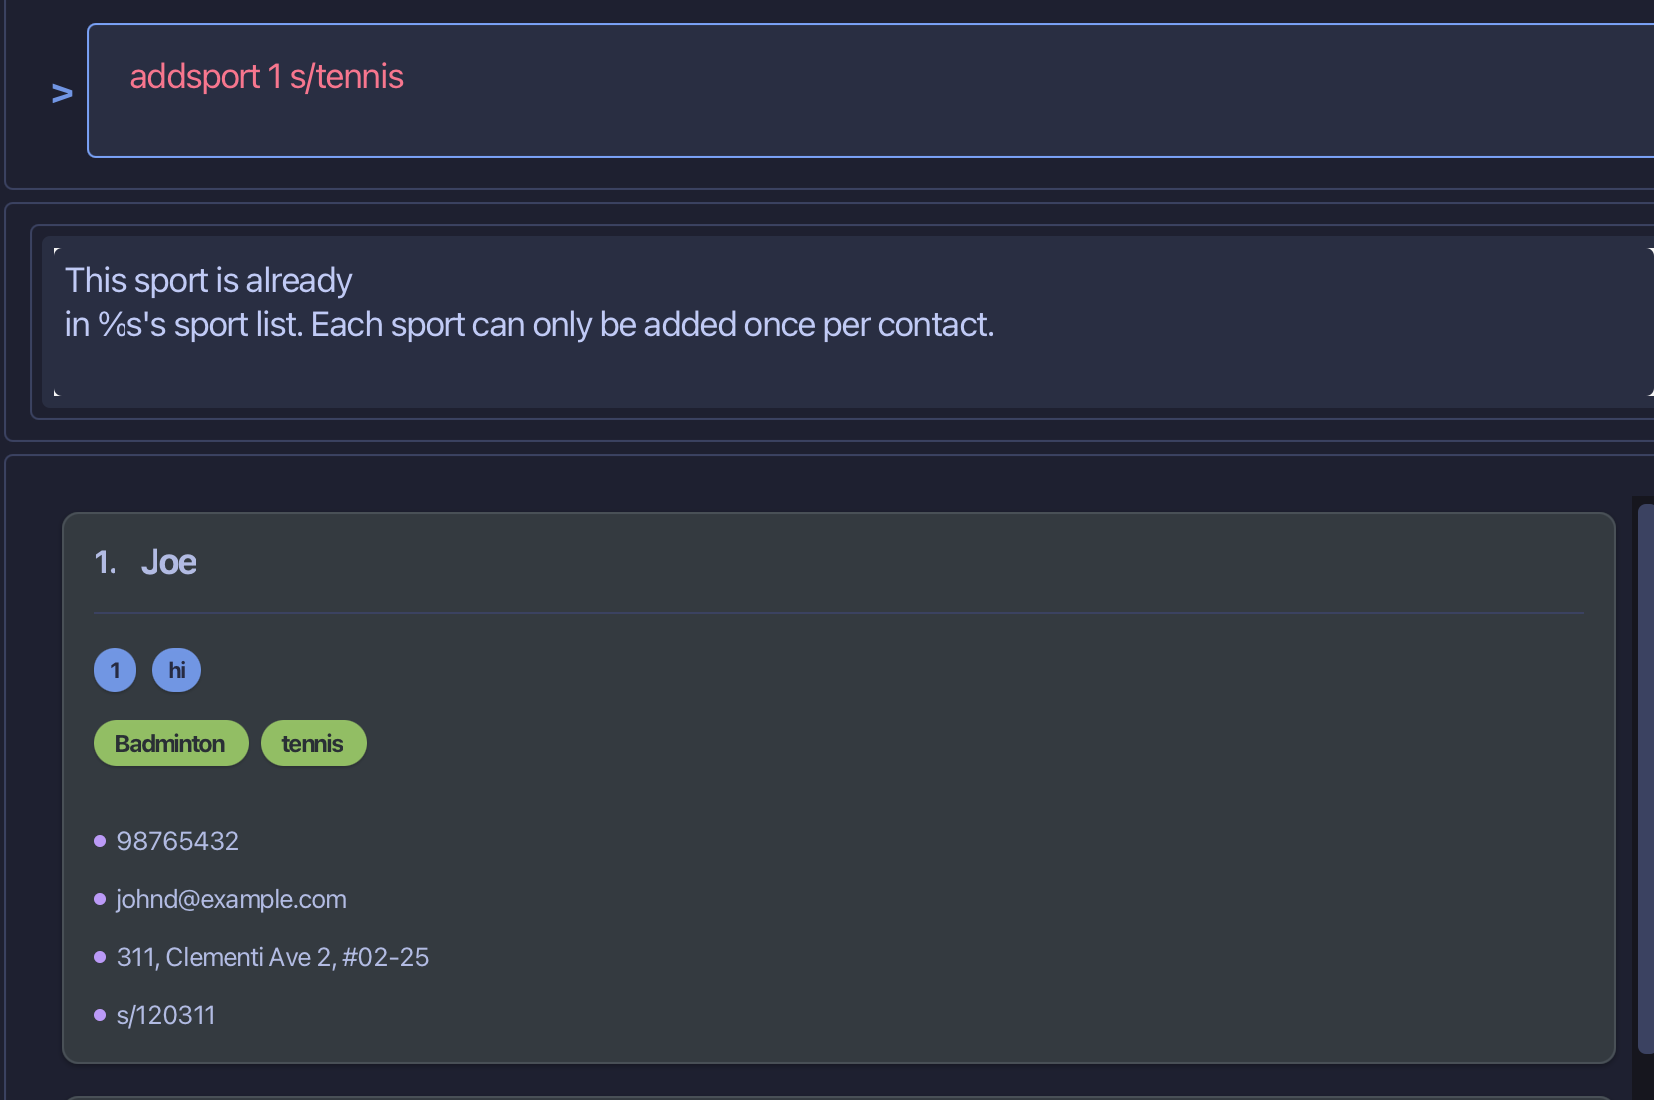 >
addsport 1 s/tennis
This sport is already
in %s's sport list. Each sport can only be added once per contact.
1. Joe
1 hi
Badminton tennis
98765432
johnd@example.com
311, Clementi Ave 2, #02-25
s/120311